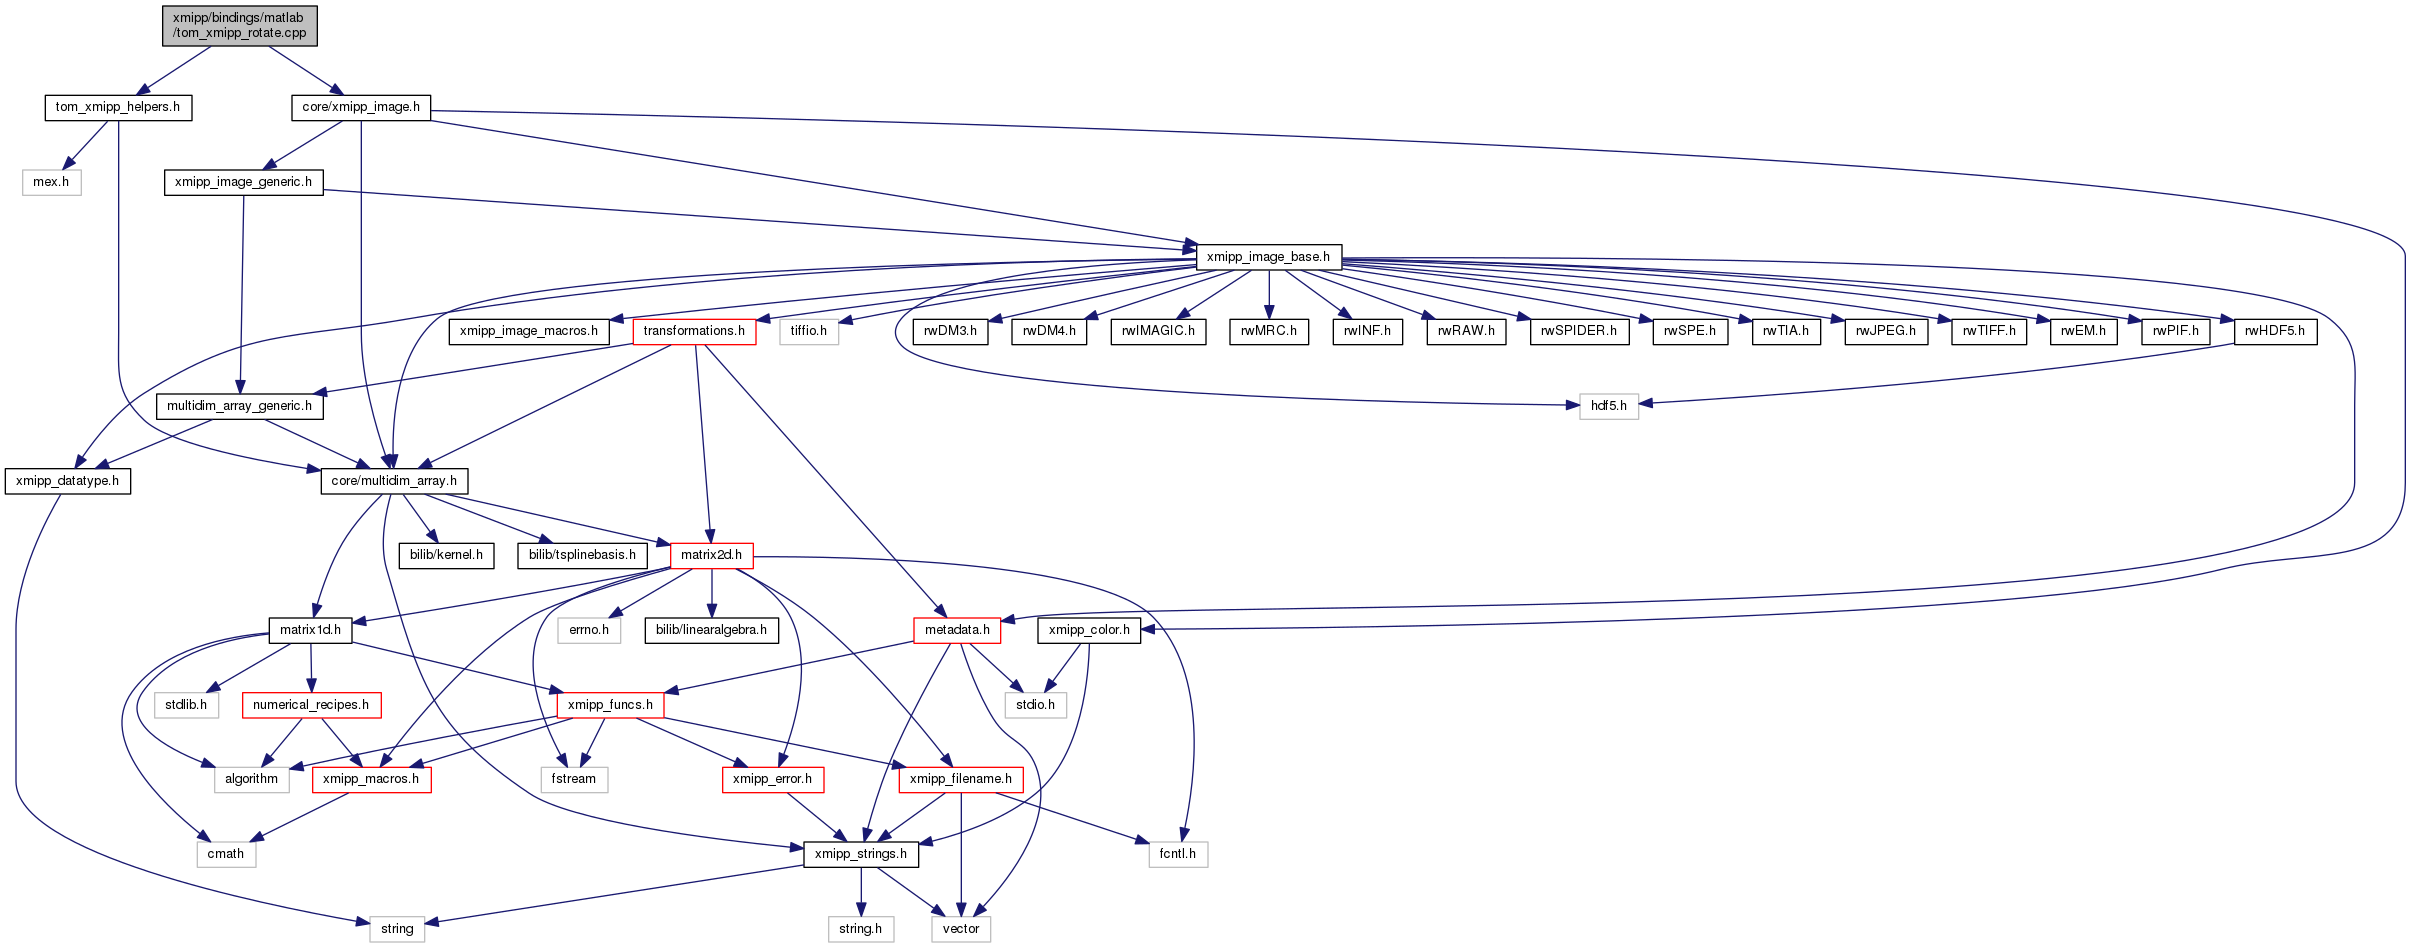 xmipp/bindings/matlab
/tom_xmipp_rotate.cpp
tom_xmipp_helpers.h
core/xmipp_image.h
mex.h
xmipp_image_generic.h
xmipp_image_base.h
xmipp_image_macros.h
transformations.h
tiffio.h
rwDM3.h
rwDM4.h
rwIMAGIC.h
rwMRC.h
rwINF.h
rwRAW.h
rwSPIDER.h
rwSPE.h
rwTIA.h
rwJPEG.h
rwTIFF.h
rwEM.h
rwPIF.h
rwHDF5.h
multidim_array_generic.h
hdf5.h
xmipp_datatype.h
core/multidim_array.h
bilib/kernel.h
bilib/tsplinebasis.h
matrix2d.h
matrix1d.h
errno.h
bilib/linearalgebra.h
metadata.h
xmipp_color.h
stdlib.h
numerical_recipes.h
xmipp_funcs.h
stdio.h
algorithm
xmipp_macros.h
fstream
xmipp_error.h
xmipp_filename.h
cmath
xmipp_strings.h
fcntl.h
string
string.h
vector